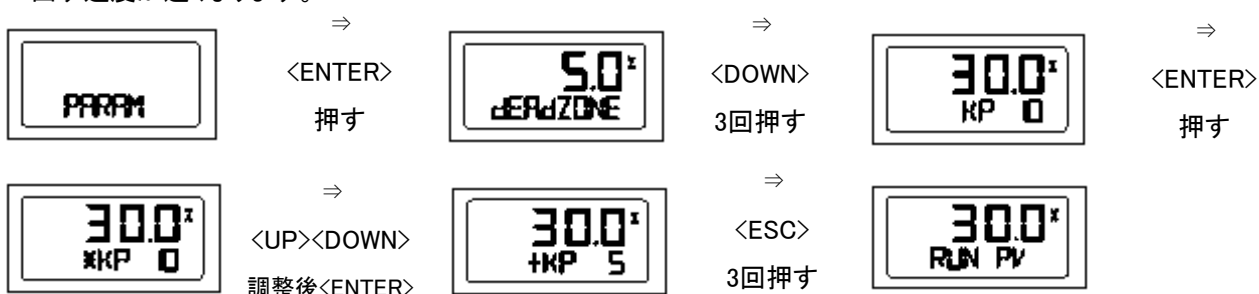 ⇒ ⇒ ⇒
PARAM
<ENTER>
押す
5.0%
dEAdZONE
<DOWN>
3回押す
30.0%
KP 10
<ENTER>
押す
⇒ ⇒
30.0%
*KP 10
<UP><DOWN>
調整後<ENTER>
30.0%
+KP 5
<ESC>
3回押す
30.0%
RUN PV